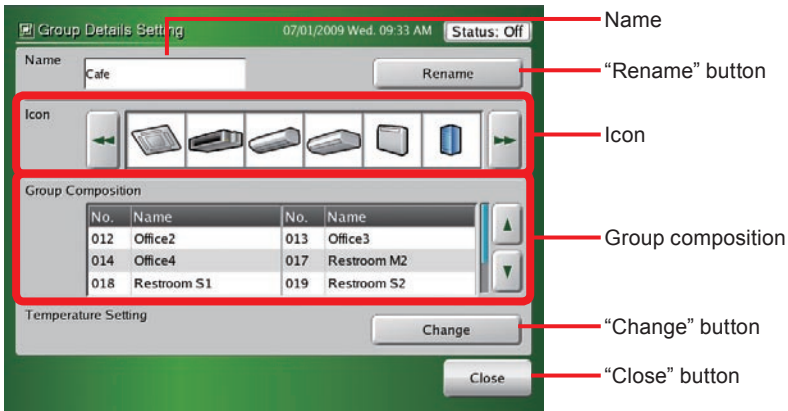 Group Details Setting 07/01/2009 Wed. 09:33 AM Status: Off
Name
Name
Cafe
Rename
"Rename" button
Icon
Icon
Group Composition
No. Name No. Name
012 Office2 013 Office3
014 Office4 017 Restroom M2
018 Restroom S1 019 Restroom S2
Group composition
Temperature Setting
Change
"Change" button
Close
"Close" button